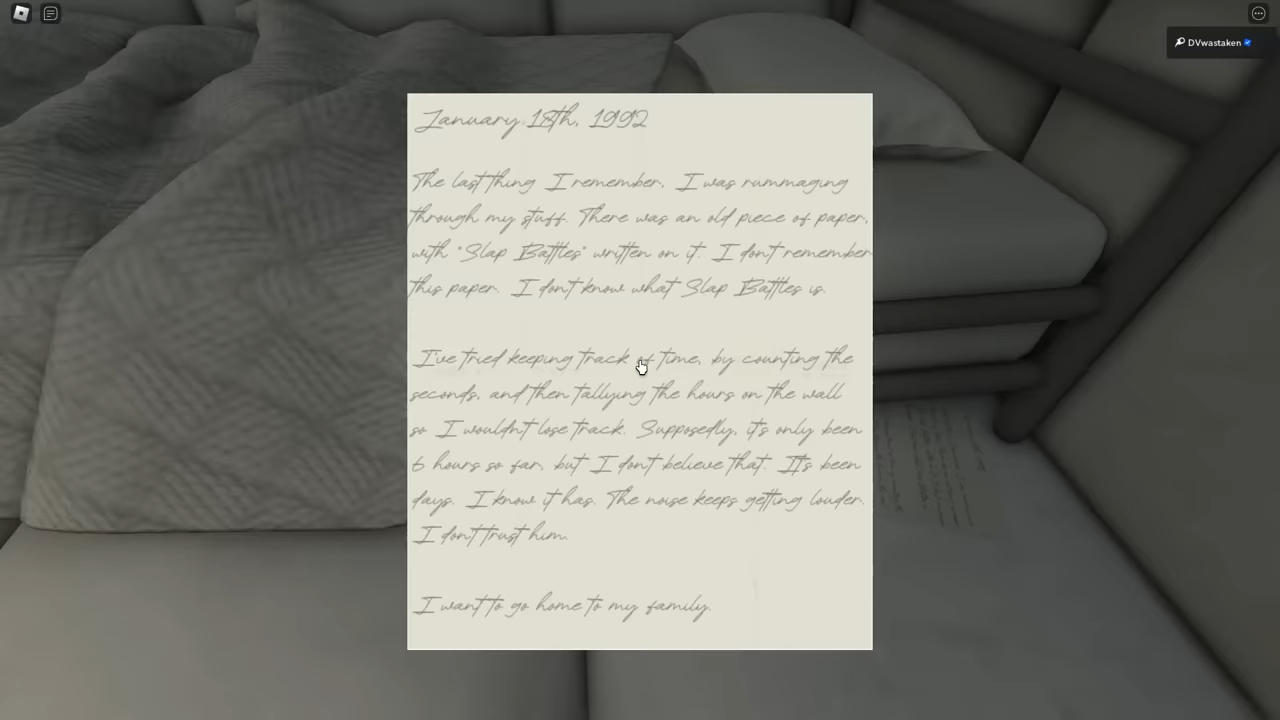 DVwastaken
January 18th, 1992
The last thing I remember, I was rummaging
through my stuff. There was an old piece of paper,
with "Slap Battles" written on it. I don't remember
this paper. I don't know what Slap Battles is.
I've tried keeping track of time, by counting the
seconds, and then tallying the hours on the wall
so I wouldn't lose track. Supposedly, it's only been
6 hours so far, but I don't believe that. It's been
days. I know it has. The noise keeps getting louder.
I don't trust him.
I want to go home to my family.